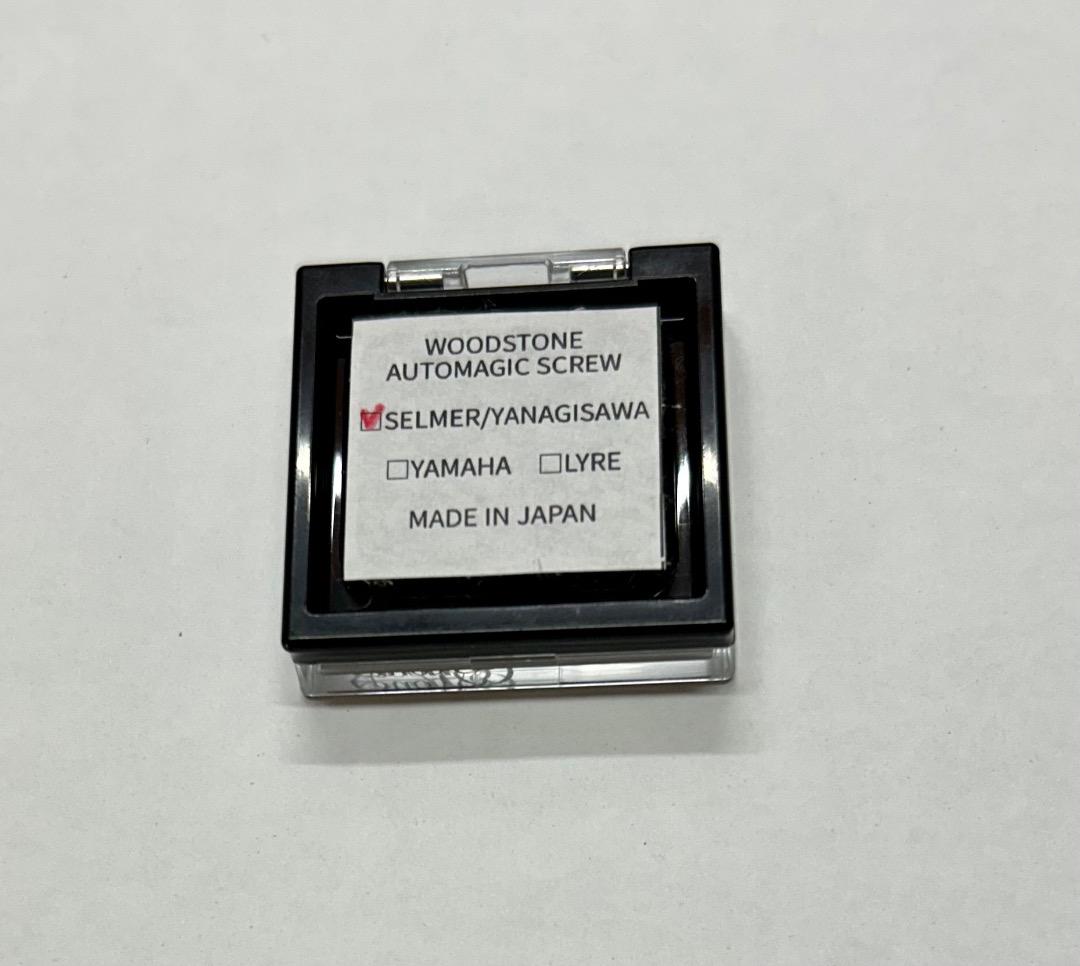 WOODSTONE
AUTOMAGIC SCREW
☑SELMER/YANAGISAWA
☐YAMAHA ☐LYRE
MADE IN JAPAN